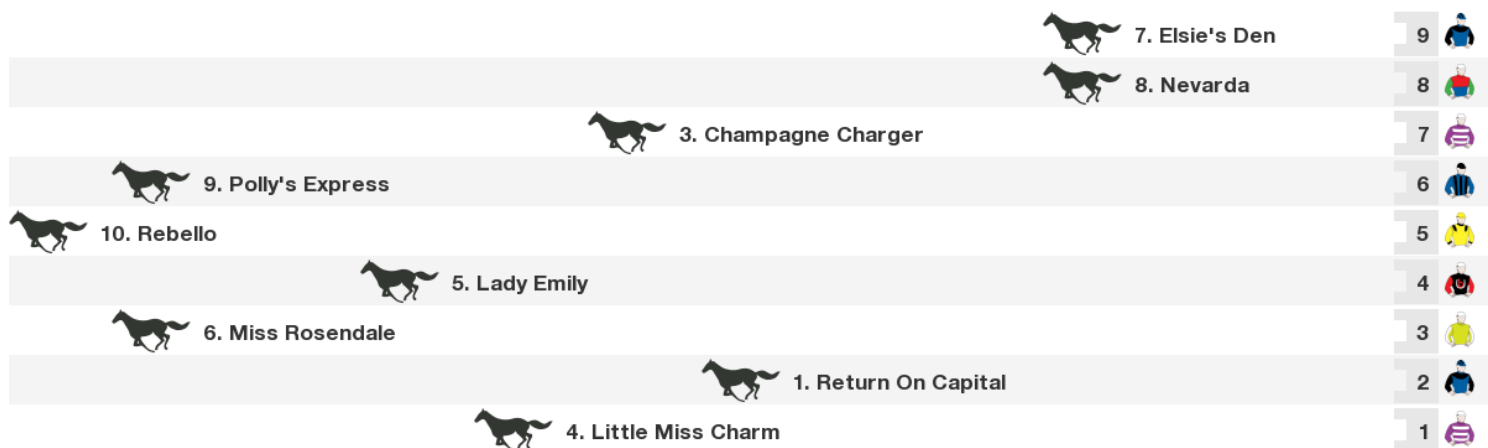 7. Elsie's Den 9
8. Nevarda 8
3. Champagne Charger 7
9. Polly's Express 6
10. Rebello 5
5. Lady Emily 4
6. Miss Rosendale 3
1. Return On Capital 2
4. Little Miss Charm 1